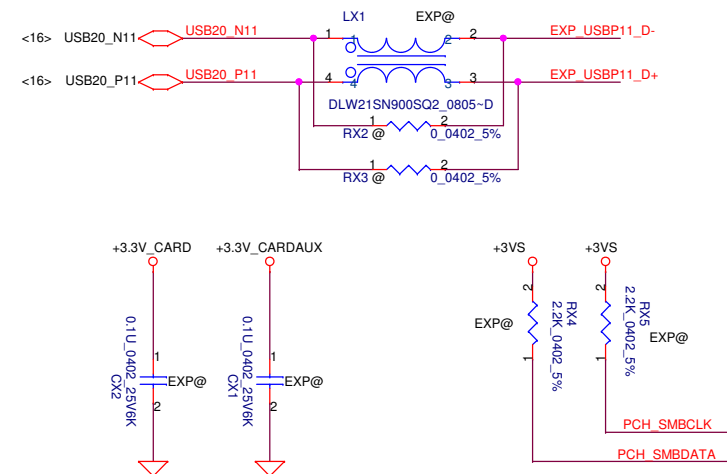 LX1 EXP@
<16> USB20_N11 USB20_N11 1 1 2 2 EXP_USBP11_D-
<16> USB20_P11 USB20_P11 4 4 3 3 EXP_USBP11_D+
DLW21SN900SQ2_0805~D
1 2
RX2 @ 0_0402_5%
1 2
RX3 @ 0_0402_5%
+3.3V_CARD +3.3V_CARDAUX +3VS +3VS
0.1U_0402_25V6K
CX2
1
EXP@
2
0.1U_0402_25V6K
CX1
1
EXP@
2
2
EXP@
RX4
2.2K_0402_5%
1
2
RX5
2.2K_0402_5%
EXP@
1
PCH_SMBCLK
PCH_SMBDATA